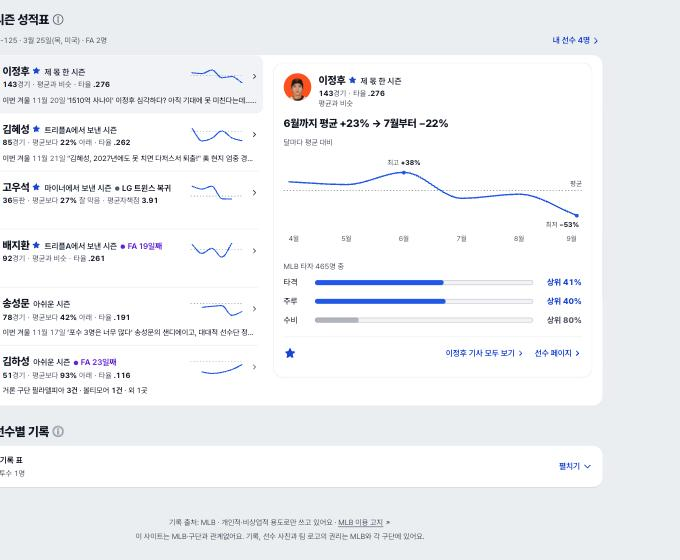 시즌 성적표 ⓘ
-125 · 3월 25일(목, 미국) · FA 2명
내 선수 4명 >
이정후 ★ 제 몫 한 시즌
143경기 · 평균과 비슷 · 타율 .276
이번 겨울 11월 20일 '1510억 사나이' 이정후 심각하다? 아직 기대에 못 미친다는데……
김혜성 ★ 트리플A에서 보낸 시즌
85경기 · 평균보다 22% 아래 · 타율 .262
이번 겨울 11월 21일 "김혜성, 2027년에도 못 치면 다저스서 퇴출!" 美 현지 엄중 경…
고우석 ★ 마이너에서 보낸 시즌 ● LG 트윈스 복귀
36등판 · 평균보다 27% 잘 막음 · 평균자책점 3.91
배지환 ★ 트리플A에서 보낸 시즌 ● FA 19일째
92경기 · 평균과 비슷 · 타율 .261
송성문 아쉬운 시즌
78경기 · 평균보다 42% 아래 · 타율 .191
이번 겨울 11월 17일 '포수 3명은 너무 많다' 송성문의 샌디에이고, 대대적 선수단 정…
김하성 아쉬운 시즌 ● FA 23일째
51경기 · 평균보다 93% 아래 · 타율 .116
거론 구단 필라델피아 3건 · 볼티모어 1건 · 외 1곳
이정후 ★ 제 몫 한 시즌
143경기 · 타율 .276
평균과 비슷
6월까지 평균 +23% → 7월부터 −22%
달마다 평균 대비
최고 +38%
평균
최저 −53%
4월 5월 6월 7월 8월 9월
MLB 타자 465명 중
타격 상위 41%
주루 상위 40%
수비 상위 80%
★ 이정후 기사 모두 보기 > 선수 페이지 >
선수별 기록 ⓘ
기록 표
투수 1명
펼치기
기록 출처: MLB · 개인적·비상업적 용도로만 쓰고 있어요 · MLB 이용 고지
이 사이트는 MLB·구단과 관계없어요. 기록, 선수 사진과 팀 로고의 권리는 MLB와 각 구단에 있어요.